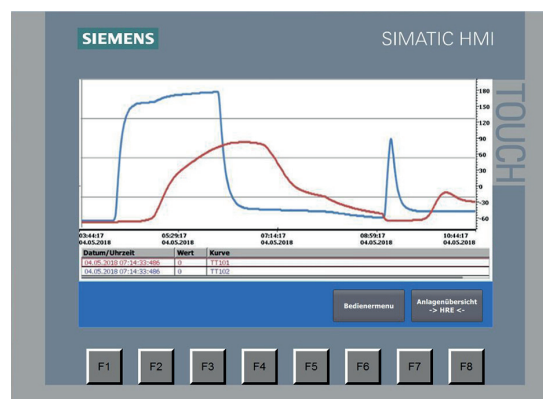 SIEMENS
SIMATIC HMI
TOUCH
180
150
120
90
60
30
0
-30
-60
03:44:17 05:29:17 07:14:17 08:59:17 10:44:17
04.05.2018 04.05.2018 04.05.2018 04.05.2018 04.05.2018
Datum/Uhrzeit Wert Kurve
04.05.2018 07:14:33:486 0 TT101
04.05.2018 07:14:33:486 0 TT102
Bedienermenu
Anlagenübersicht
-> HRE <-
F1 F2 F3 F4 F5 F6 F7 F8